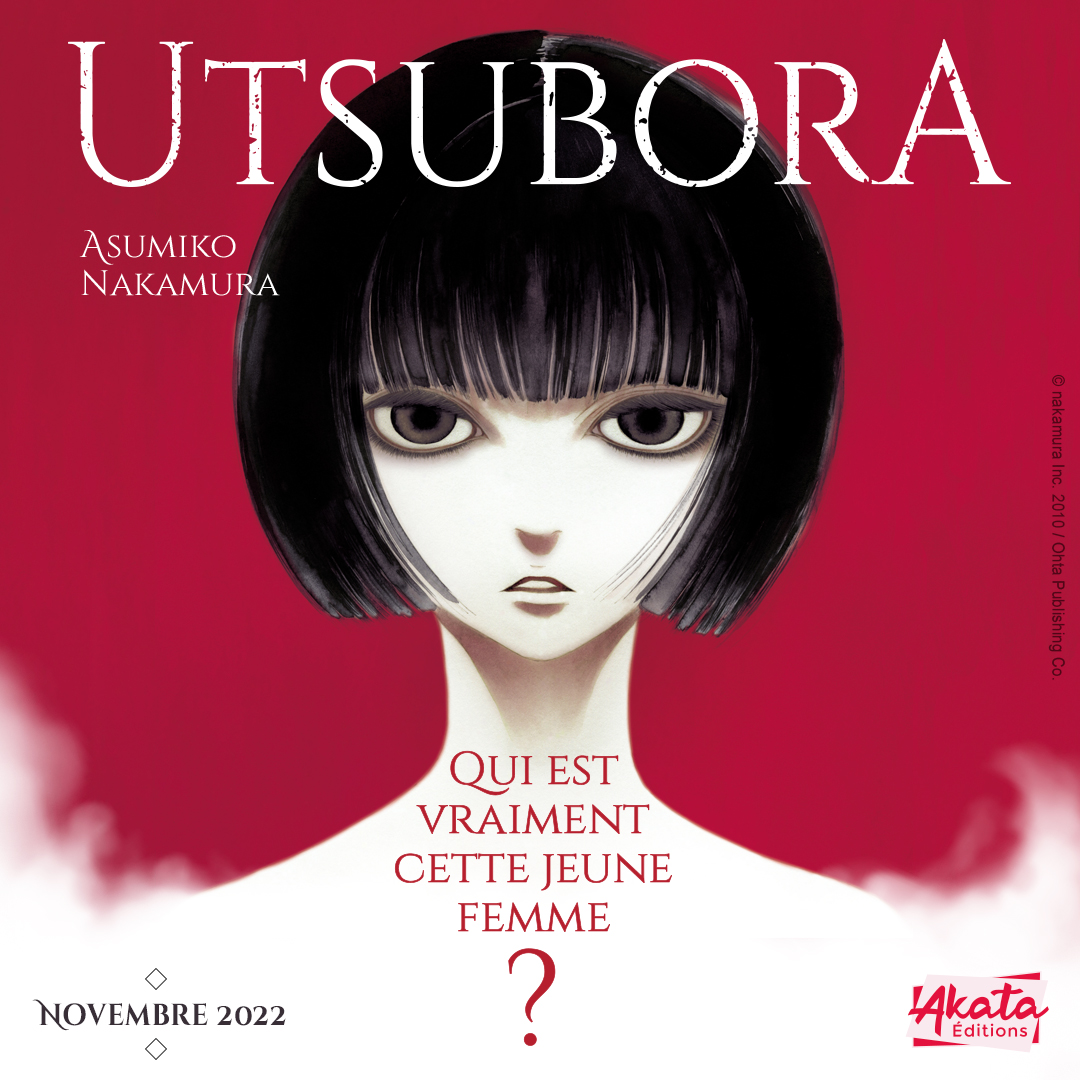 Utsubora
Asumiko
Nakamura
© nakamura Inc. 2010 / Ohta Publishing Co.
Qui est
vraiment
cette jeune
femme
?
Novembre 2022
Akata
Éditions